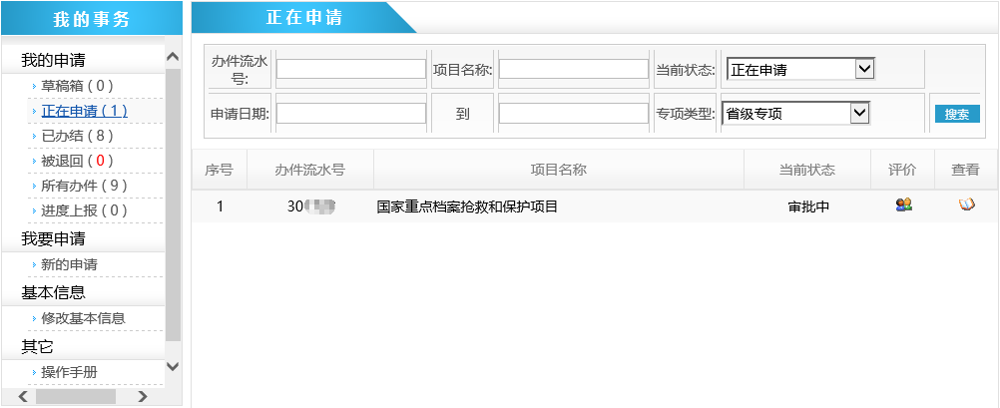 我的事务
我的申请
草稿箱 ( 0 )
正在申请 ( 1 )
已办结 ( 8 )
被退回 ( 0 )
所有办件 ( 9 )
进度上报 ( 0 )
我要申请
新的申请
基本信息
修改基本信息
其它
操作手册
正在申请
办件流水号:
项目名称:
当前状态: 正在申请
申请日期:
到
专项类型: 省级专项
搜索
序号 办件流水号 项目名称 当前状态 评价 查看
1 30 国家重点档案抢救和保护项目 审批中